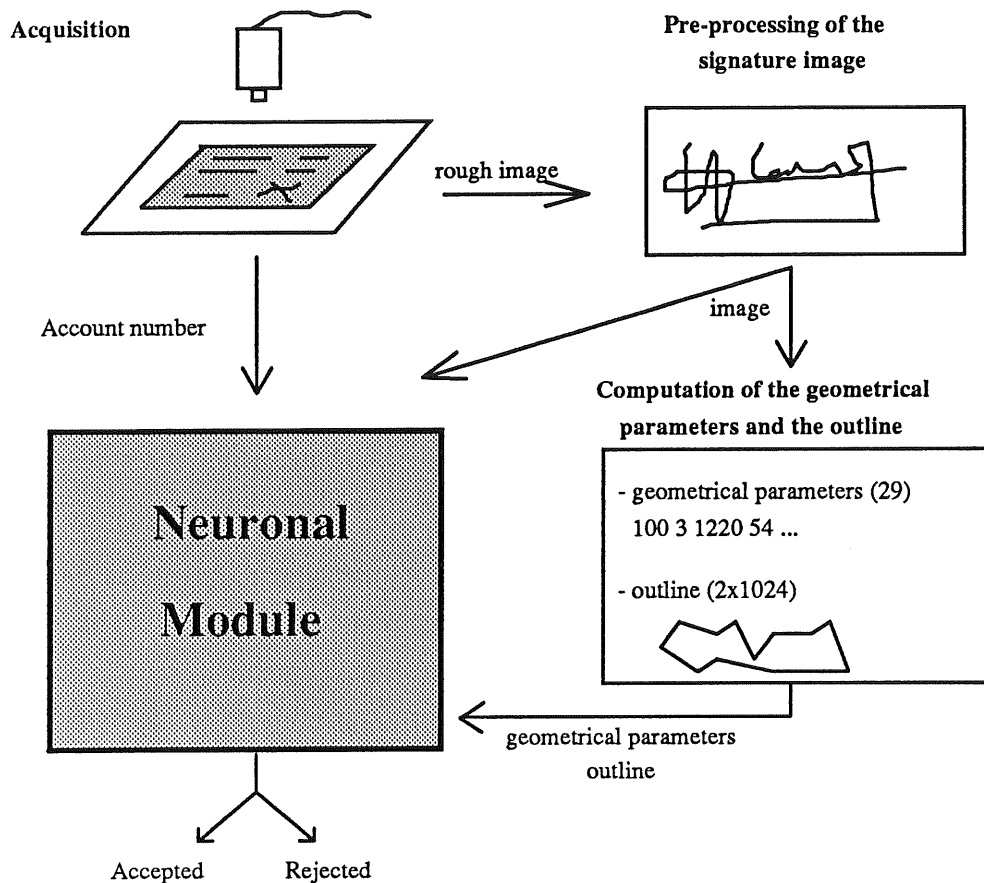 Acquisition
Pre-processing of the
signature image
rough image
Account number
image
Computation of the geometrical
parameters and the outline
- geometrical parameters (29)
100 3 1220 54 ...
- outline (2x1024)
Neuronal
Module
geometrical parameters
outline
Accepted
Rejected